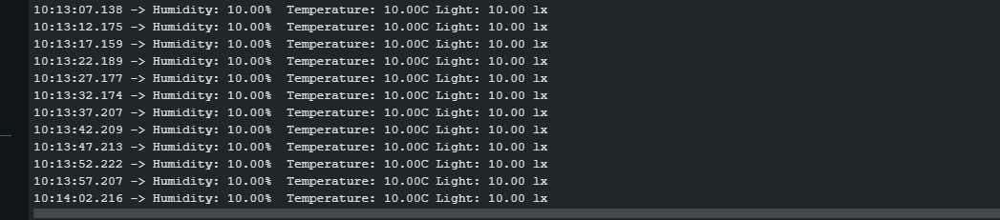 10:13:07.138 -> Humidity: 10.00%  Temperature: 10.00C Light: 10.00 lx
10:13:12.175 -> Humidity: 10.00%  Temperature: 10.00C Light: 10.00 lx
10:13:17.159 -> Humidity: 10.00%  Temperature: 10.00C Light: 10.00 lx
10:13:22.189 -> Humidity: 10.00%  Temperature: 10.00C Light: 10.00 lx
10:13:27.177 -> Humidity: 10.00%  Temperature: 10.00C Light: 10.00 lx
10:13:32.174 -> Humidity: 10.00%  Temperature: 10.00C Light: 10.00 lx
10:13:37.207 -> Humidity: 10.00%  Temperature: 10.00C Light: 10.00 lx
10:13:42.209 -> Humidity: 10.00%  Temperature: 10.00C Light: 10.00 lx
10:13:47.213 -> Humidity: 10.00%  Temperature: 10.00C Light: 10.00 lx
10:13:52.222 -> Humidity: 10.00%  Temperature: 10.00C Light: 10.00 lx
10:13:57.207 -> Humidity: 10.00%  Temperature: 10.00C Light: 10.00 lx
10:14:02.216 -> Humidity: 10.00%  Temperature: 10.00C Light: 10.00 lx